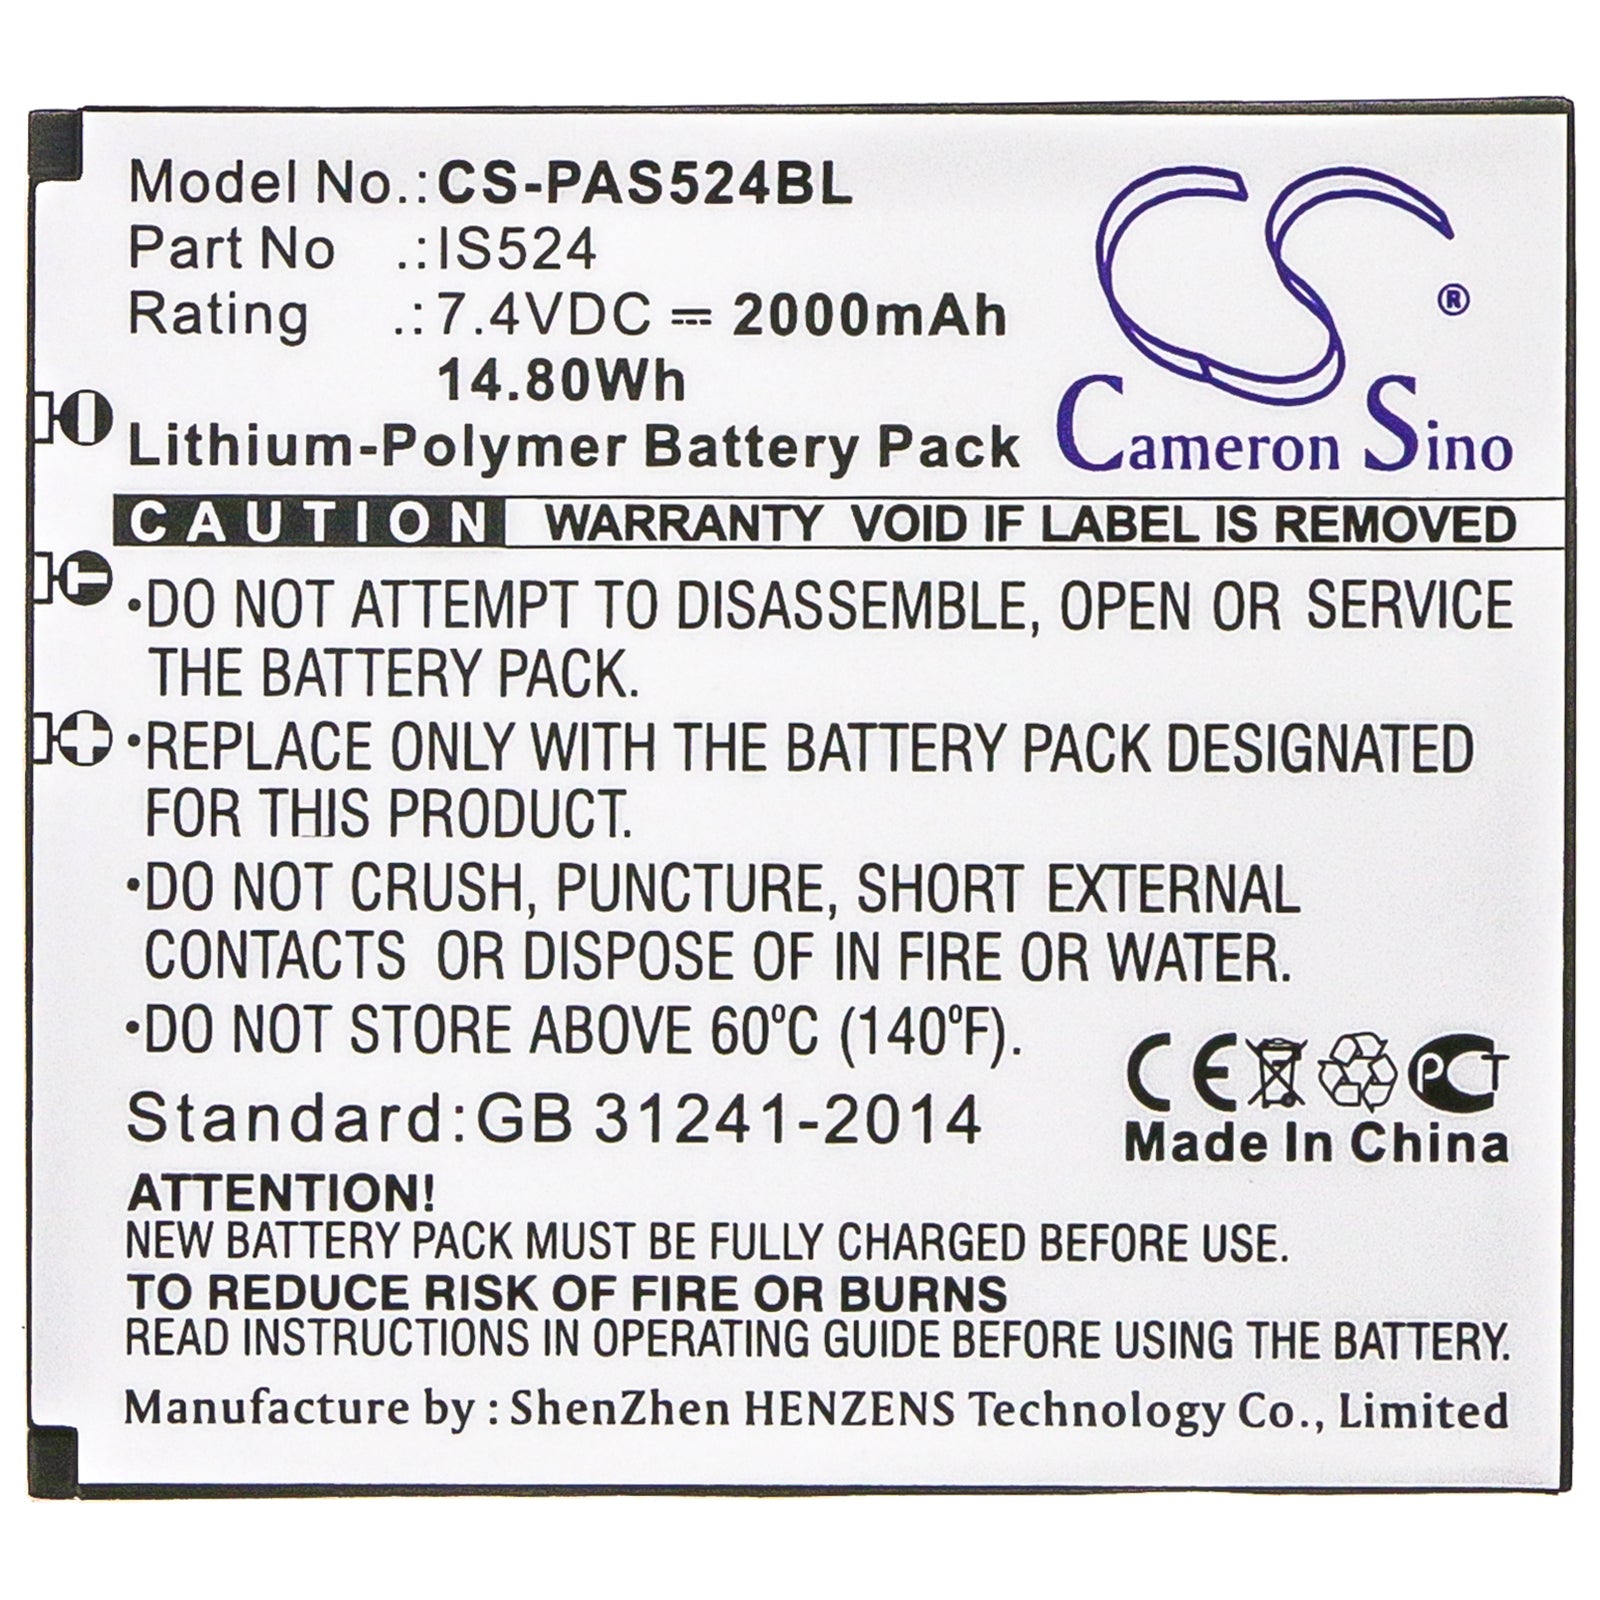 Model No.:CS-PAS524BL
Part No .:IS524
Rating .:7.4VDC ⎓ 2000mAh
14.80Wh
Lithium-Polymer Battery Pack
CS®
Cameron Sino
CAUTION WARRANTY VOID IF LABEL IS REMOVED
•DO NOT ATTEMPT TO DISASSEMBLE, OPEN OR SERVICE
THE BATTERY PACK.
•REPLACE ONLY WITH THE BATTERY PACK DESIGNATED
FOR THIS PRODUCT.
•DO NOT CRUSH, PUNCTURE, SHORT EXTERNAL
CONTACTS OR DISPOSE OF IN FIRE OR WATER.
•DO NOT STORE ABOVE 60ºC (140ºF).
CE PCT
Standard:GB 31241-2014
Made In China
ATTENTION!
NEW BATTERY PACK MUST BE FULLY CHARGED BEFORE USE.
TO REDUCE RISK OF FIRE OR BURNS
READ INSTRUCTIONS IN OPERATING GUIDE BEFORE USING THE BATTERY.
Manufacture by : ShenZhen HENZENS Technology Co., Limited